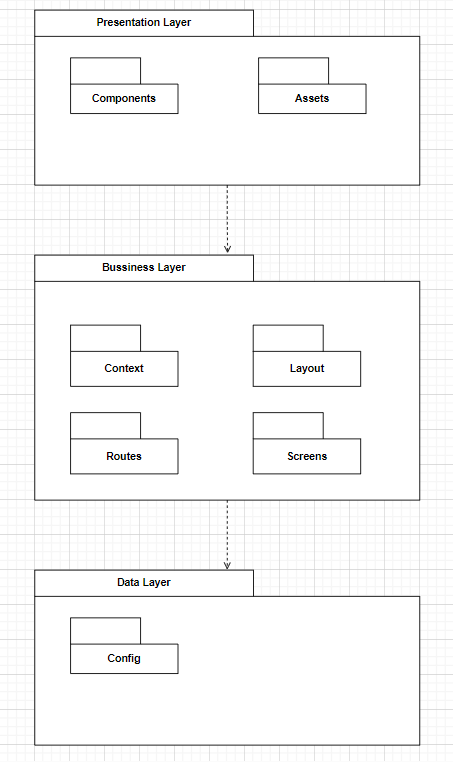 Presentation Layer
Components
Assets
Bussiness Layer
Context
Layout
Routes
Screens
Data Layer
Config